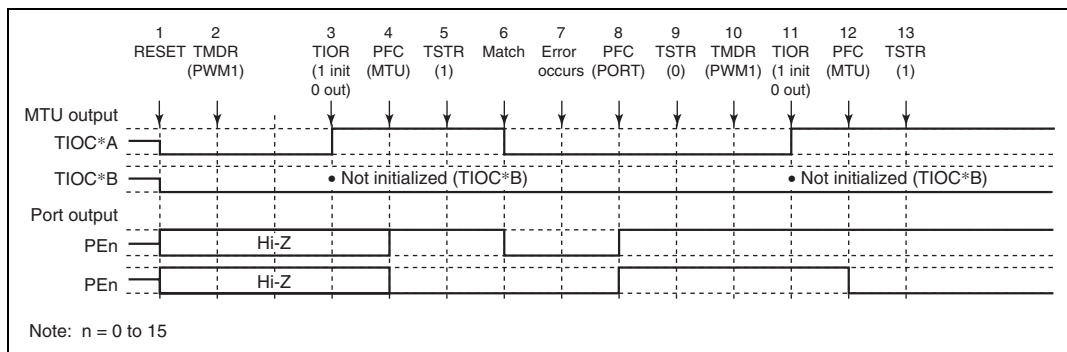 1 2 3 4 5 6 7 8 9 10 11 12 13
RESET TMDR TIOR PFC TSTR Match Error PFC TSTR TMDR TIOR PFC TSTR
(PWM1) (1 init (MTU) (1) occurs (PORT) (0) (PWM1) (1 init (MTU) (1)
0 out) 0 out)
MTU output
TIOC*A
TIOC*B • Not initialized (TIOC*B) • Not initialized (TIOC*B)
Port output
PEn Hi-Z
PEn Hi-Z
Note: n = 0 to 15